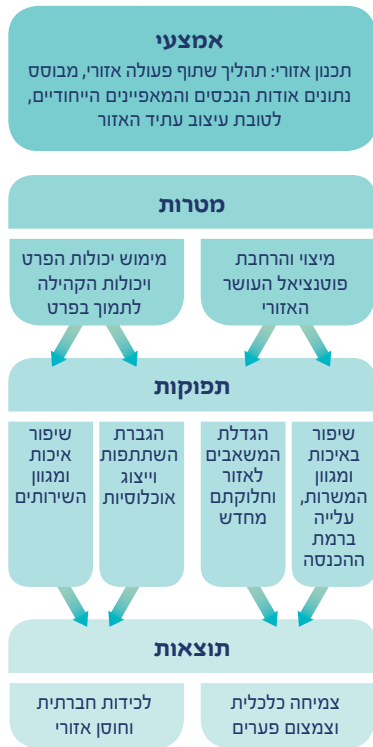 אמצעי
תכנון אזורי: תהליך שתוף פעולה אזורי, מבוסס
נתונים אודות הנכסים והמאפיינים הייחודיים,
לטובת עיצוב עתיד האזור
מטרות
מיצוי והרחבת
פוטנציאל העושר
האזורי
מימוש יכולות הפרט
ויכולות הקהילה
לתמוך בפרט
תפוקות
שיפור
באיכות
ומגוון
המשרות,
עלייה
ברמת
ההכנסה
הגדלת
המשאבים
לאזור
וחלוקתם
מחדש
הגברת
השתתפות
וייצוג
אוכלוסיות
שיפור
איכות
ומגוון
השירותים
תוצאות
צמיחה כלכלית
וצמצום פערים
לכידות חברתית
וחוסן אזורי